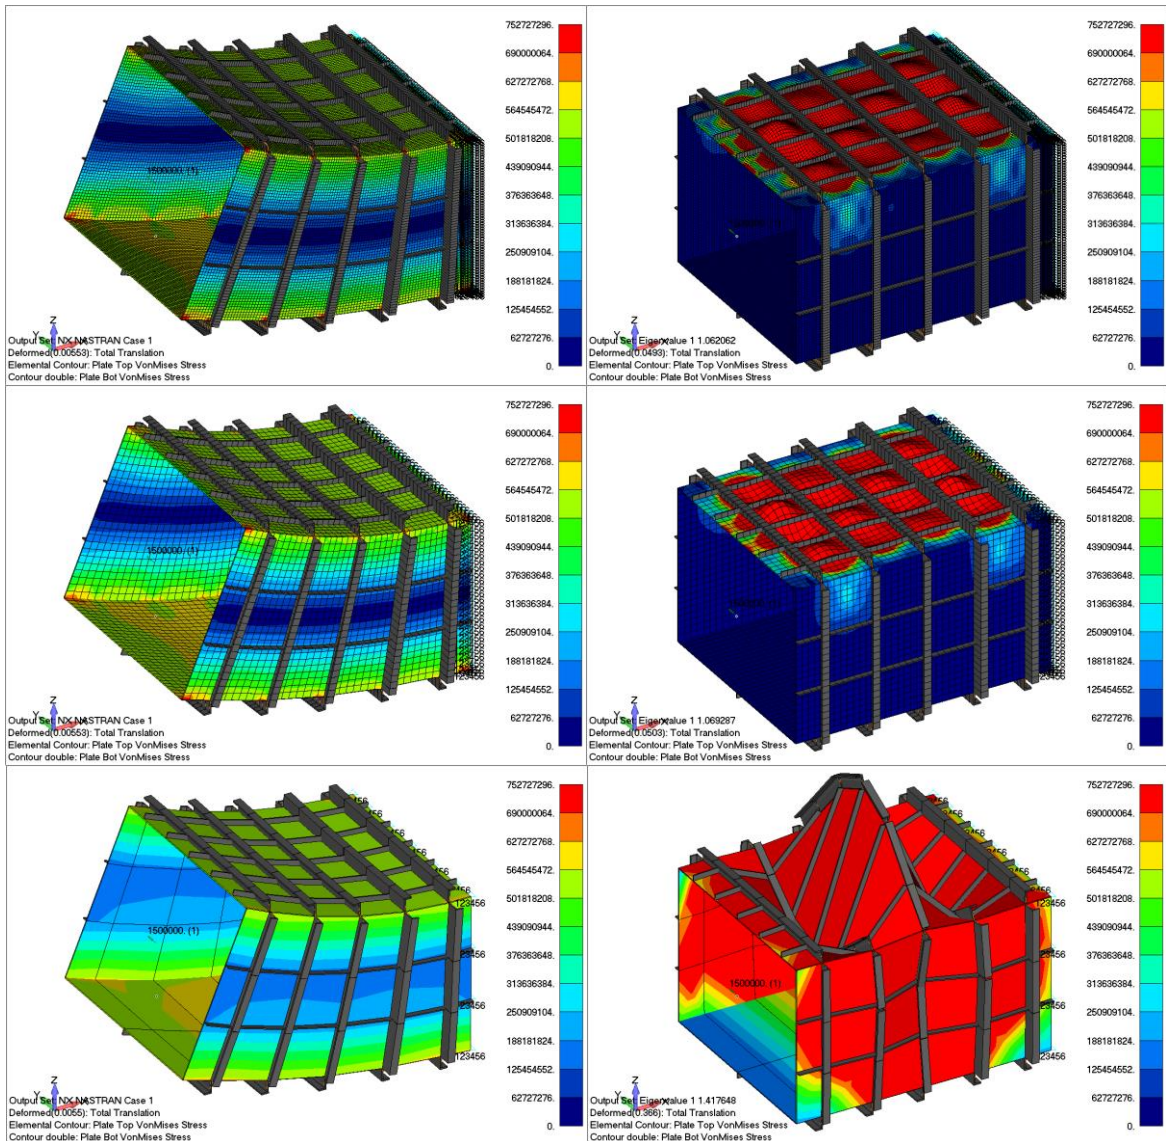 752727296.
690000064.
627272768.
564545472.
501818208.
439090944.
376363648.
313636384.
250909104.
188181824.
125454552.
62727276.
0.
1500000. (1)
Z
Y
Output Set: NX NASTRAN Case 1
Deformed(0.00553): Total Translation
Elemental Contour: Plate Top VonMises Stress
Contour double: Plate Bot VonMises Stress
752727296.
690000064.
627272768.
564545472.
501818208.
439090944.
376363648.
313636384.
250909104.
188181824.
125454552.
62727276.
0.
Z
Y
Output Set: Eigenvalue 1 1.062062
Deformed(0.0493): Total Translation
Elemental Contour: Plate Top VonMises Stress
Contour double: Plate Bot VonMises Stress
752727296.
690000064.
627272768.
564545472.
501818208.
439090944.
376363648.
313636384.
250909104.
188181824.
125454552.
62727276.
0.
1500000. (1)
123456
Z
Y
Output Set: NX NASTRAN Case 1
Deformed(0.00553): Total Translation
Elemental Contour: Plate Top VonMises Stress
Contour double: Plate Bot VonMises Stress
752727296.
690000064.
627272768.
564545472.
501818208.
439090944.
376363648.
313636384.
250909104.
188181824.
125454552.
62727276.
0.
Z
Y
Output Set: Eigenvalue 1 1.069287
Deformed(0.0503): Total Translation
Elemental Contour: Plate Top VonMises Stress
Contour double: Plate Bot VonMises Stress
752727296.
690000064.
627272768.
564545472.
501818208.
439090944.
376363648.
313636384.
250909104.
188181824.
125454552.
62727276.
0.
123456
1500000. (1)
123456
123456
Z
Y
Output Set: NX NASTRAN Case 1
Deformed(0.0055): Total Translation
Elemental Contour: Plate Top VonMises Stress
Contour double: Plate Bot VonMises Stress
752727296.
690000064.
627272768.
564545472.
501818208.
439090944.
376363648.
313636384.
250909104.
188181824.
125454552.
62727276.
0.
123456
123456
1500000. (1)
123456
Z
Y
Output Set: Eigenvalue 1 1.417648
Deformed(0.366): Total Translation
Elemental Contour: Plate Top VonMises Stress
Contour double: Plate Bot VonMises Stress